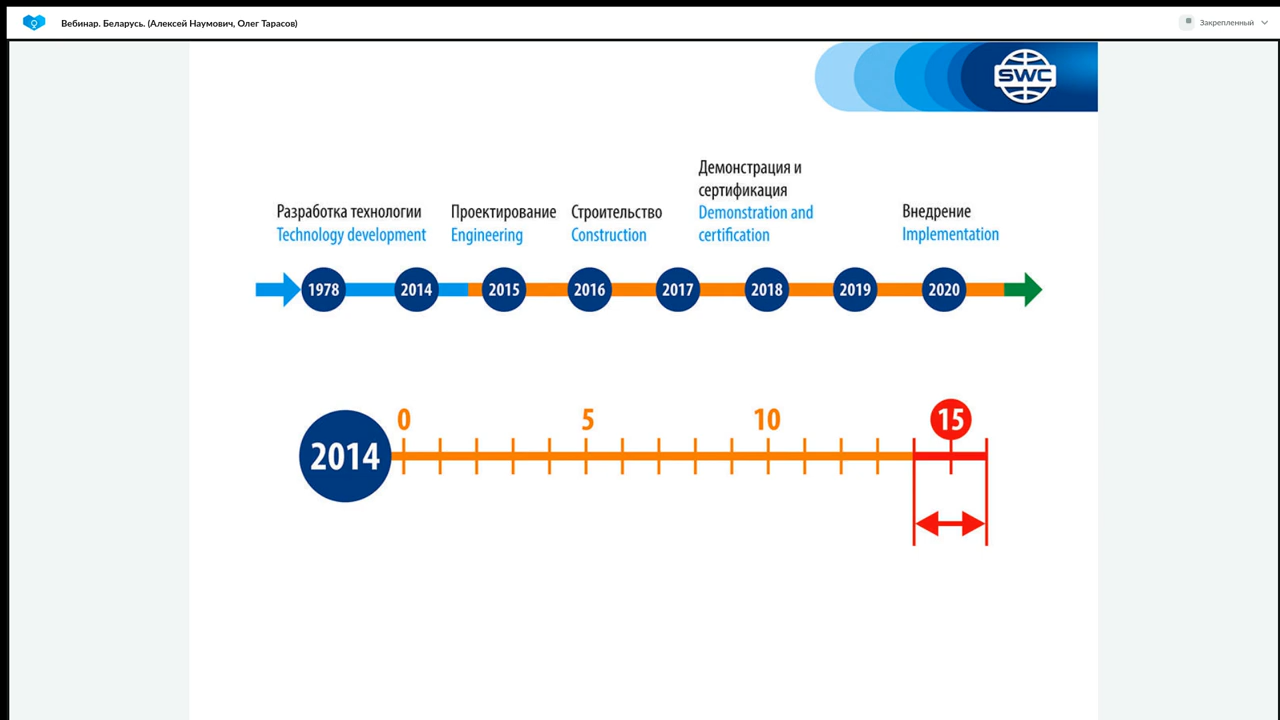 Вебинар. Беларусь. (Алексей Наумович, Олег Тарасов)
Закрепленный
SWC
Разработка технологии
Technology development
Проектирование
Engineering
Строительство
Construction
Демонстрация и
сертификация
Demonstration and
certification
Внедрение
Implementation
1978 2014 2015 2016 2017 2018 2019 2020
0 5 10 15
2014